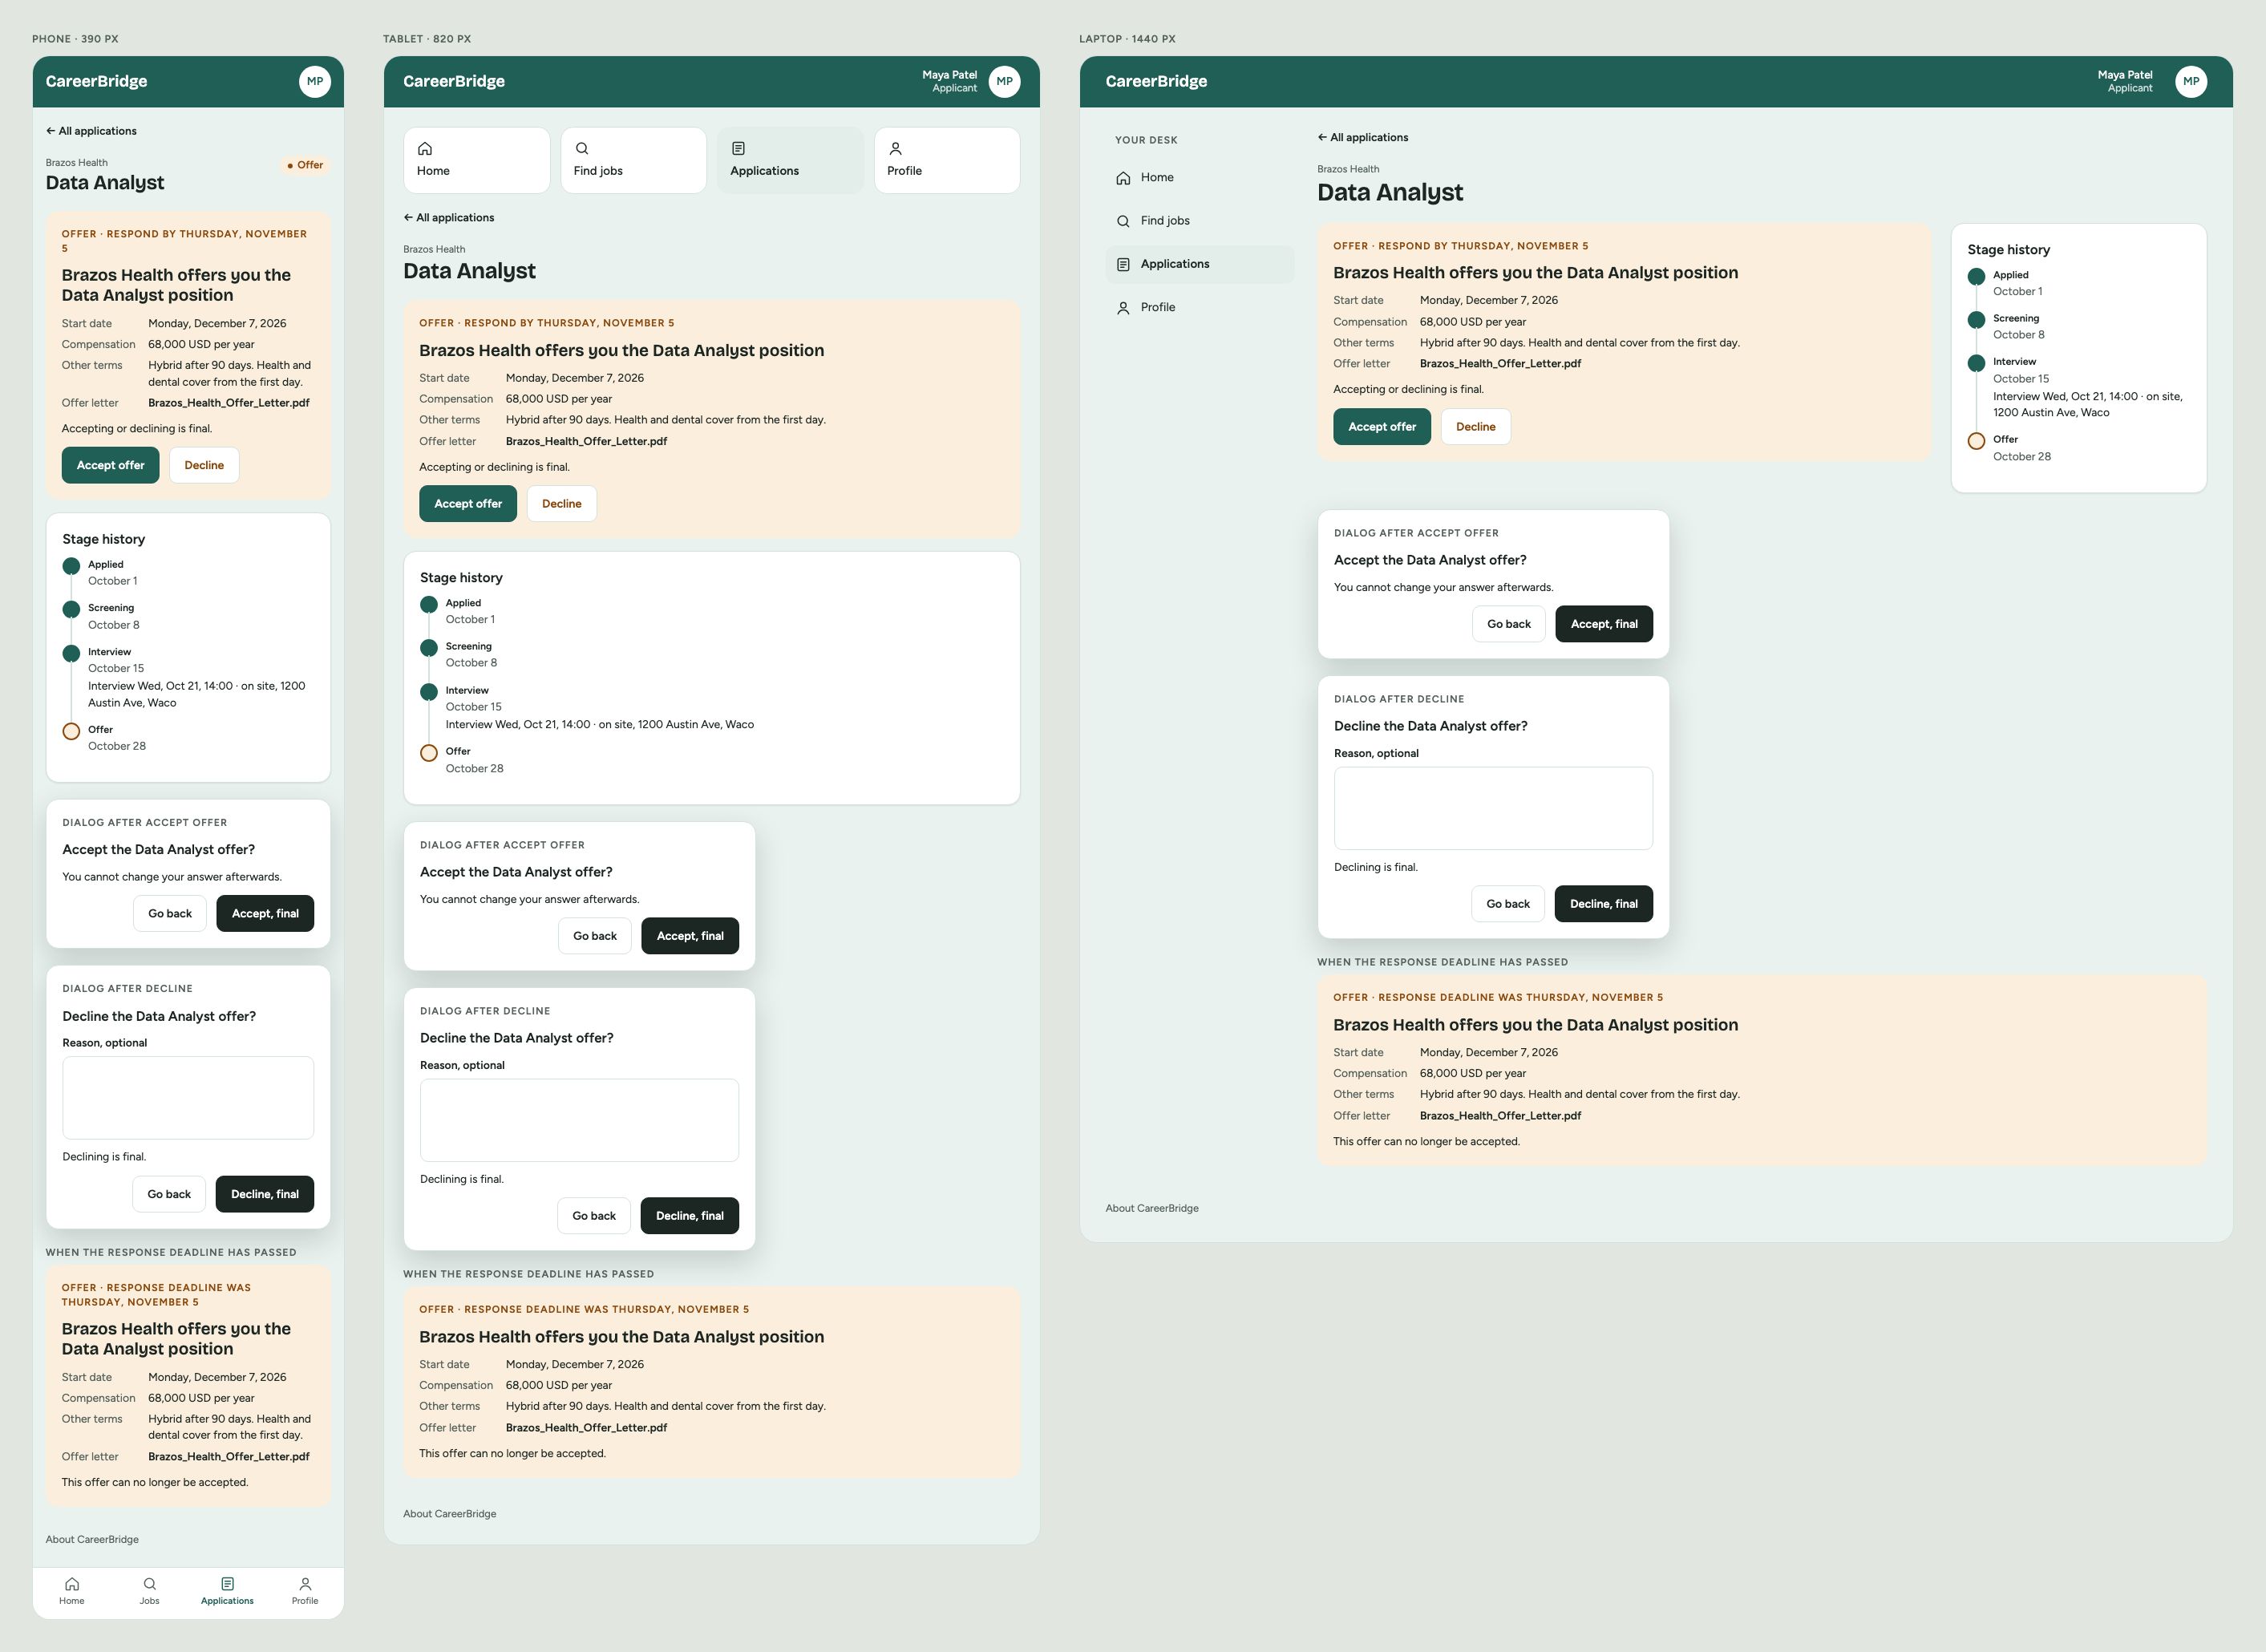 PHONE · 390 PX
CareerBridge
MP
← All applications
Brazos Health
Offer
Data Analyst
OFFER · RESPOND BY THURSDAY, NOVEMBER
5
Brazos Health offers you the
Data Analyst position
Start date Monday, December 7, 2026
Compensation 68,000 USD per year
Other terms Hybrid after 90 days. Health and
dental cover from the first day.
Offer letter Brazos_Health_Offer_Letter.pdf
Accepting or declining is final.
Accept offer Decline
Stage history
Applied
October 1
Screening
October 8
Interview
October 15
Interview Wed, Oct 21, 14:00 · on site, 1200
Austin Ave, Waco
Offer
October 28
DIALOG AFTER ACCEPT OFFER
Accept the Data Analyst offer?
You cannot change your answer afterwards.
Go back Accept, final
DIALOG AFTER DECLINE
Decline the Data Analyst offer?
Reason, optional
Declining is final.
Go back Decline, final
WHEN THE RESPONSE DEADLINE HAS PASSED
OFFER · RESPONSE DEADLINE WAS
THURSDAY, NOVEMBER 5
Brazos Health offers you the
Data Analyst position
Start date Monday, December 7, 2026
Compensation 68,000 USD per year
Other terms Hybrid after 90 days. Health and
dental cover from the first day.
Offer letter Brazos_Health_Offer_Letter.pdf
This offer can no longer be accepted.
About CareerBridge
Home Jobs Applications Profile
TABLET · 820 PX
CareerBridge
Maya Patel
Applicant
MP
Home Find jobs Applications Profile
← All applications
Brazos Health
Data Analyst
OFFER · RESPOND BY THURSDAY, NOVEMBER 5
Brazos Health offers you the Data Analyst position
Start date Monday, December 7, 2026
Compensation 68,000 USD per year
Other terms Hybrid after 90 days. Health and dental cover from the first day.
Offer letter Brazos_Health_Offer_Letter.pdf
Accepting or declining is final.
Accept offer Decline
Stage history
Applied
October 1
Screening
October 8
Interview
October 15
Interview Wed, Oct 21, 14:00 · on site, 1200 Austin Ave, Waco
Offer
October 28
DIALOG AFTER ACCEPT OFFER
Accept the Data Analyst offer?
You cannot change your answer afterwards.
Go back Accept, final
DIALOG AFTER DECLINE
Decline the Data Analyst offer?
Reason, optional
Declining is final.
Go back Decline, final
WHEN THE RESPONSE DEADLINE HAS PASSED
OFFER · RESPONSE DEADLINE WAS THURSDAY, NOVEMBER 5
Brazos Health offers you the Data Analyst position
Start date Monday, December 7, 2026
Compensation 68,000 USD per year
Other terms Hybrid after 90 days. Health and dental cover from the first day.
Offer letter Brazos_Health_Offer_Letter.pdf
This offer can no longer be accepted.
About CareerBridge
LAPTOP · 1440 PX
CareerBridge
Maya Patel
Applicant
MP
YOUR DESK
Home
Find jobs
Applications
Profile
← All applications
Brazos Health
Data Analyst
OFFER · RESPOND BY THURSDAY, NOVEMBER 5
Brazos Health offers you the Data Analyst position
Start date Monday, December 7, 2026
Compensation 68,000 USD per year
Other terms Hybrid after 90 days. Health and dental cover from the first day.
Offer letter Brazos_Health_Offer_Letter.pdf
Accepting or declining is final.
Accept offer Decline
Stage history
Applied
October 1
Screening
October 8
Interview
October 15
Interview Wed, Oct 21, 14:00 · on site,
1200 Austin Ave, Waco
Offer
October 28
DIALOG AFTER ACCEPT OFFER
Accept the Data Analyst offer?
You cannot change your answer afterwards.
Go back Accept, final
DIALOG AFTER DECLINE
Decline the Data Analyst offer?
Reason, optional
Declining is final.
Go back Decline, final
WHEN THE RESPONSE DEADLINE HAS PASSED
OFFER · RESPONSE DEADLINE WAS THURSDAY, NOVEMBER 5
Brazos Health offers you the Data Analyst position
Start date Monday, December 7, 2026
Compensation 68,000 USD per year
Other terms Hybrid after 90 days. Health and dental cover from the first day.
Offer letter Brazos_Health_Offer_Letter.pdf
This offer can no longer be accepted.
About CareerBridge